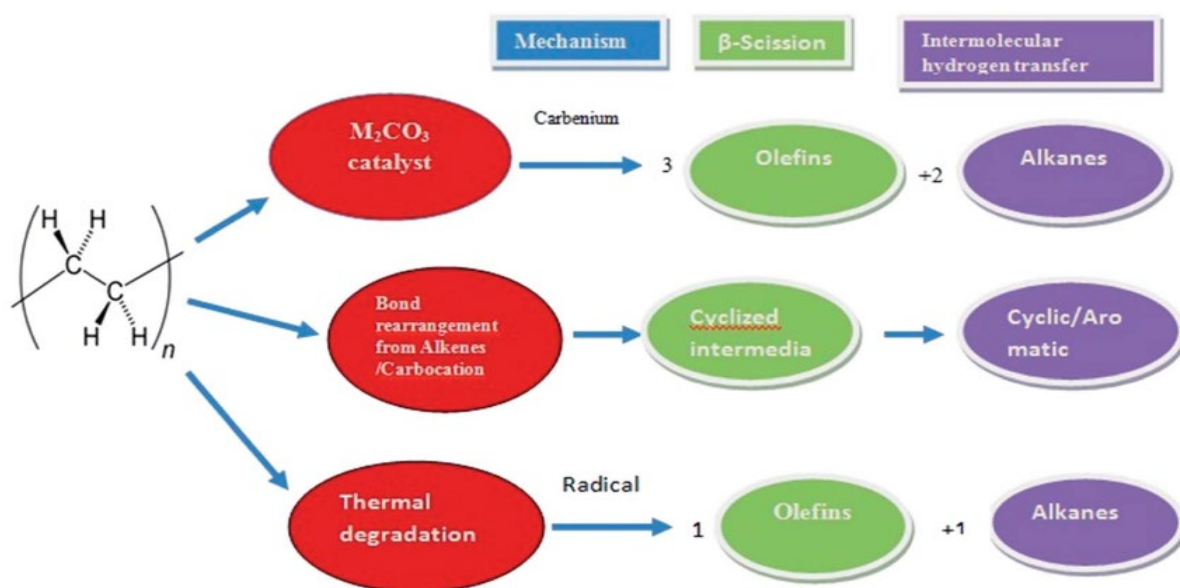 Mechanism
β-Scission
Intermolecular
hydrogen transfer
M₂CO₃
catalyst
Carbenium
3
Olefins
+2
Alkanes
H H
C
C
H H
n
Bond
rearrangement
from Alkenes
/Carbocation
Cyclized
intermedia
Cyclic/Aro
matic
Thermal
degradation
Radical
1
Olefins
+1
Alkanes